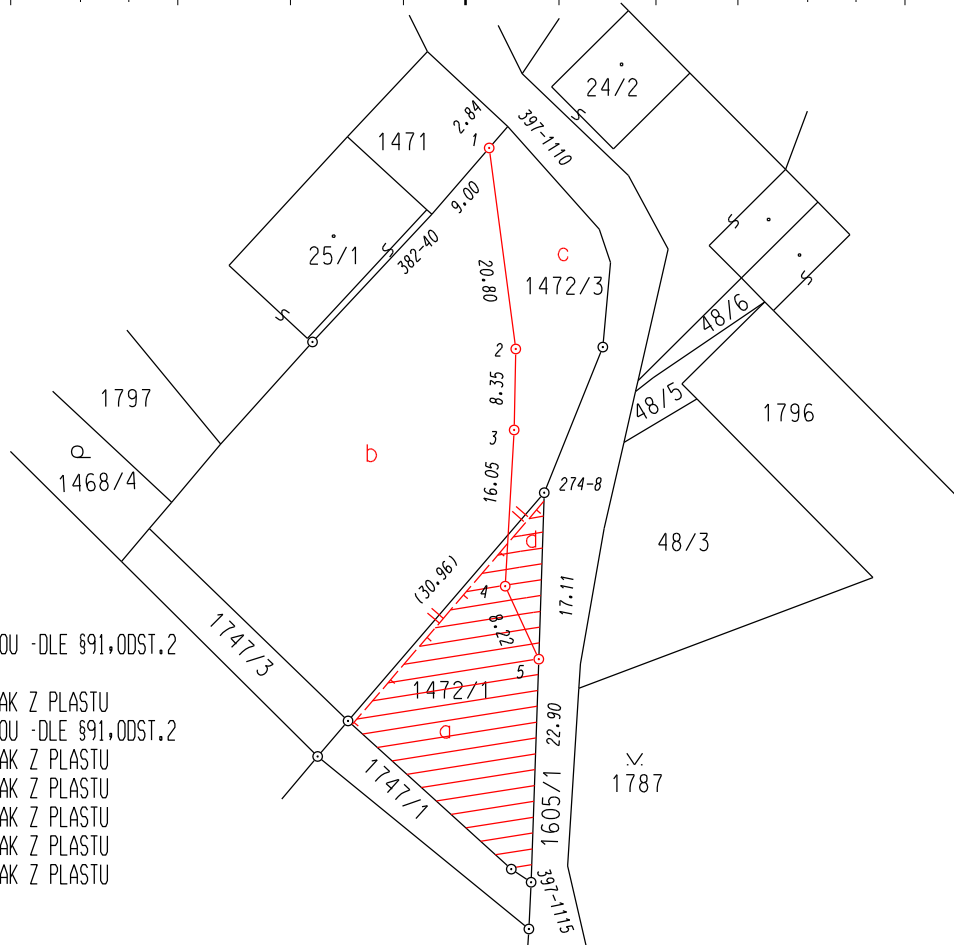 24/2
2.84
397-1110
1
1471
9.00
25/1
382-40
c
1472/3
20.80
48/6
2
8.35
48/5
1797
1796
3
b
1468/4
16.05
274-8
d
48/3
(30.96)
4
17.11
8.22
1747/3
OU -DLE §91,ODST.2
5
1472/1
AK Z PLASTU
a
22.90
OU -DLE §91,ODST.2
AK Z PLASTU
1747/1
1605/1
1787
AK Z PLASTU
AK Z PLASTU
AK Z PLASTU
AK Z PLASTU
397-1115